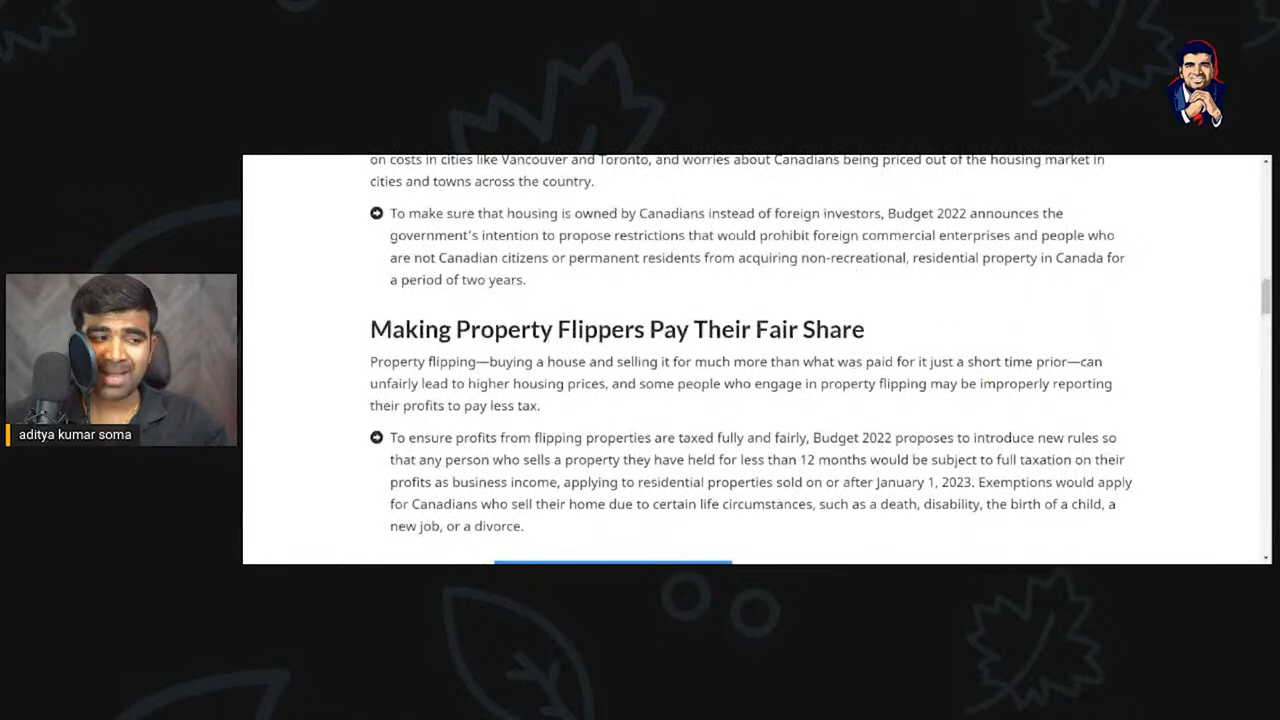 on costs in cities like Vancouver and Toronto, and worries about Canadians being priced out of the housing market in
cities and towns across the country.
To make sure that housing is owned by Canadians instead of foreign investors, Budget 2022 announces the
government's intention to propose restrictions that would prohibit foreign commercial enterprises and people who
are not Canadian citizens or permanent residents from acquiring non-recreational, residential property in Canada for
a period of two years.
Making Property Flippers Pay Their Fair Share
Property flipping—buying a house and selling it for much more than what was paid for it just a short time prior—can
unfairly lead to higher housing prices, and some people who engage in property flipping may be improperly reporting
their profits to pay less tax.
To ensure profits from flipping properties are taxed fully and fairly, Budget 2022 proposes to introduce new rules so
that any person who sells a property they have held for less than 12 months would be subject to full taxation on their
profits as business income, applying to residential properties sold on or after January 1, 2023. Exemptions would apply
for Canadians who sell their home due to certain life circumstances, such as a death, disability, the birth of a child, a
new job, or a divorce.
aditya kumar soma